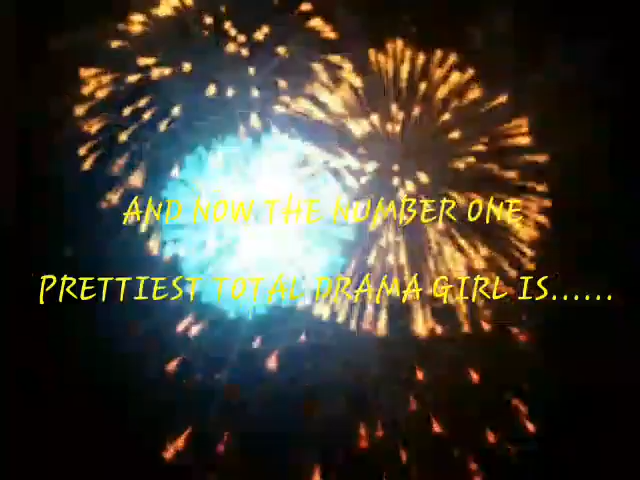 AND NOW THE NUMBER ONE
PRETTIEST TOTAL DRAMA GIRL IS......